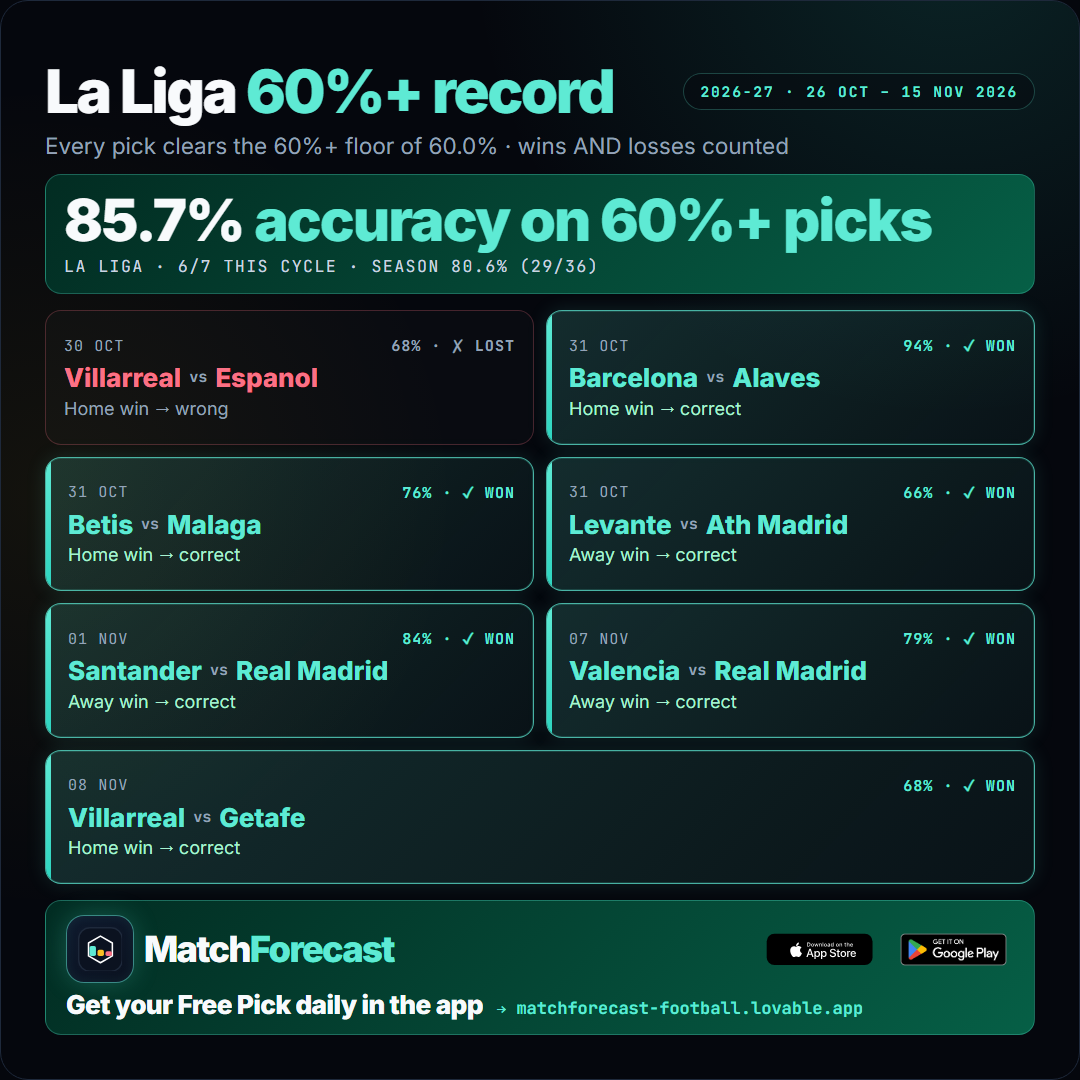 La Liga 60%+ record
2026-27 · 26 OCT – 15 NOV 2026
Every pick clears the 60%+ floor of 60.0% · wins AND losses counted
85.7% accuracy on 60%+ picks
LA LIGA · 6/7 THIS CYCLE · SEASON 80.6% (29/36)
30 OCT
68% · ✗ LOST
Villarreal vs Espanol
Home win → wrong
31 OCT
94% · ✓ WON
Barcelona vs Alaves
Home win → correct
31 OCT
76% · ✓ WON
Betis vs Malaga
Home win → correct
31 OCT
66% · ✓ WON
Levante vs Ath Madrid
Away win → correct
01 NOV
84% · ✓ WON
Santander vs Real Madrid
Away win → correct
07 NOV
79% · ✓ WON
Valencia vs Real Madrid
Away win → correct
08 NOV
68% · ✓ WON
Villarreal vs Getafe
Home win → correct
MatchForecast
Download on the
App Store
GET IT ON
Google Play
Get your Free Pick daily in the app → matchforecast-football.lovable.app